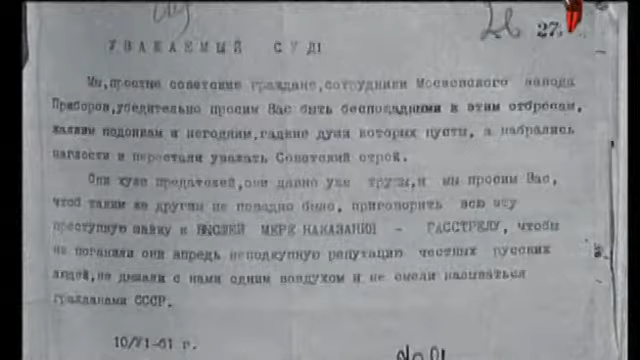 26 27.
УВАЖАЕМЫЙ СУД!
Мы,простые советские граждане,сотрудники Московского завода
Приборов,убедительно просим Вас быть беспощадными к этим отбросам,
жалким подонкам и негодяям,гадкие души которых пусты, а набрались
наглости и перестали уважать Советский строй.
Они хуже предателей,они давно уже трупы,и мы просим Вас,
чтоб таким же другим не повадно было, приговорить всю эту
преступную шайку к ВЫСШЕЙ МЕРЕ НАКАЗАНИЯ - РАССТРЕЛУ, чтобы
не поганили они впредь неподкупную репутацию честных русских
людей,не дышали с нами одним воздухом и не смели называться
гражданами СССР.
10/VI-61 г.